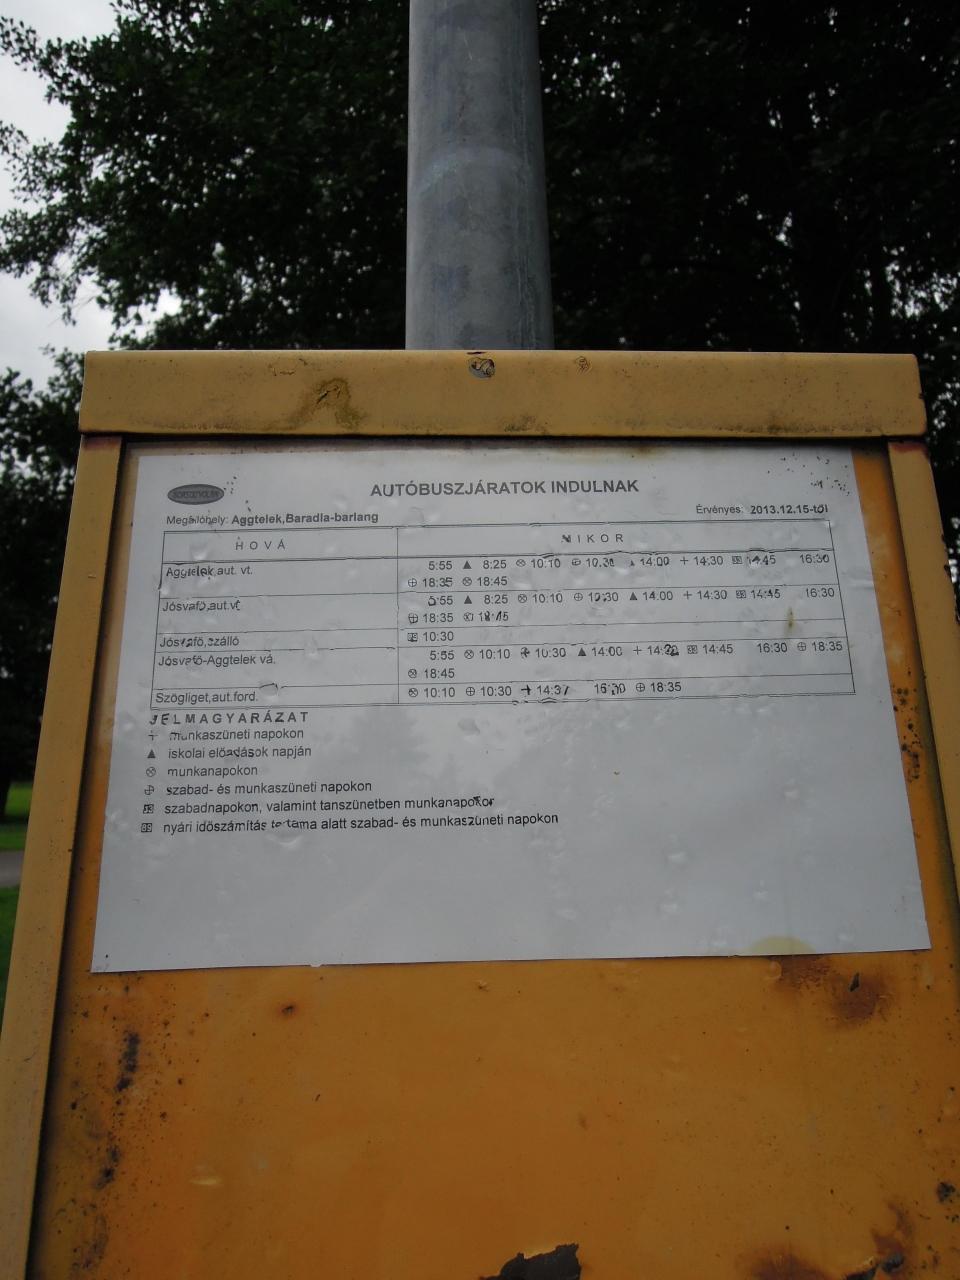 BORSOD VOLÁN
AUTÓBUSZJÁRATOK INDULNAK
Megállóhely: Aggtelek,Baradla-barlang
Érvényes: 2013.12.15-től
HOVÁ MIKOR
Aggtelek,aut. vt. 5:55 ▲ 8:25 ⊗ 10:10 ⊕ 10:30 ▲ 14:00 + 14:30 14:45 16:30
⊕ 18:35 ⊗ 18:45
Jósvafő,aut.vt. 5:55 ▲ 8:25 ⊗ 10:10 ⊕ 10:30 ▲ 14:00 + 14:30 14:45 16:30
⊕ 18:35 ⊗ 18:45
Jósvafő,szálló 10:30
Jósvafő-Aggtelek vá. 5:55 ⊗ 10:10 ⊕ 10:30 ▲ 14:00 + 14:32 14:45 16:30 ⊕ 18:35
⊗ 18:45
Szögliget,aut.ford. ⊗ 10:10 ⊕ 10:30 + 14:37 16:30 ⊕ 18:35
JELMAGYARÁZAT
+ munkaszüneti napokon
▲ iskolai előadások napján
⊗ munkanapokon
⊕ szabad- és munkaszüneti napokon
szabadnapokon, valamint tanszünetben munkanapokon
nyári időszámítás tartama alatt szabad- és munkaszüneti napokon